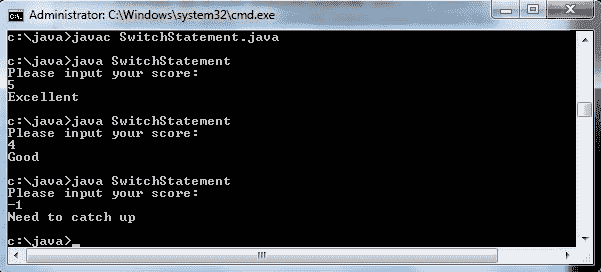 Administrator: C:\Windows\system32\cmd.exe
c:\java>javac SwitchStatement.java
c:\java>java SwitchStatement
Please input your score:
5
Excellent
c:\java>java SwitchStatement
Please input your score:
4
Good
c:\java>java SwitchStatement
Please input your score:
-1
Need to catch up
c:\java>_